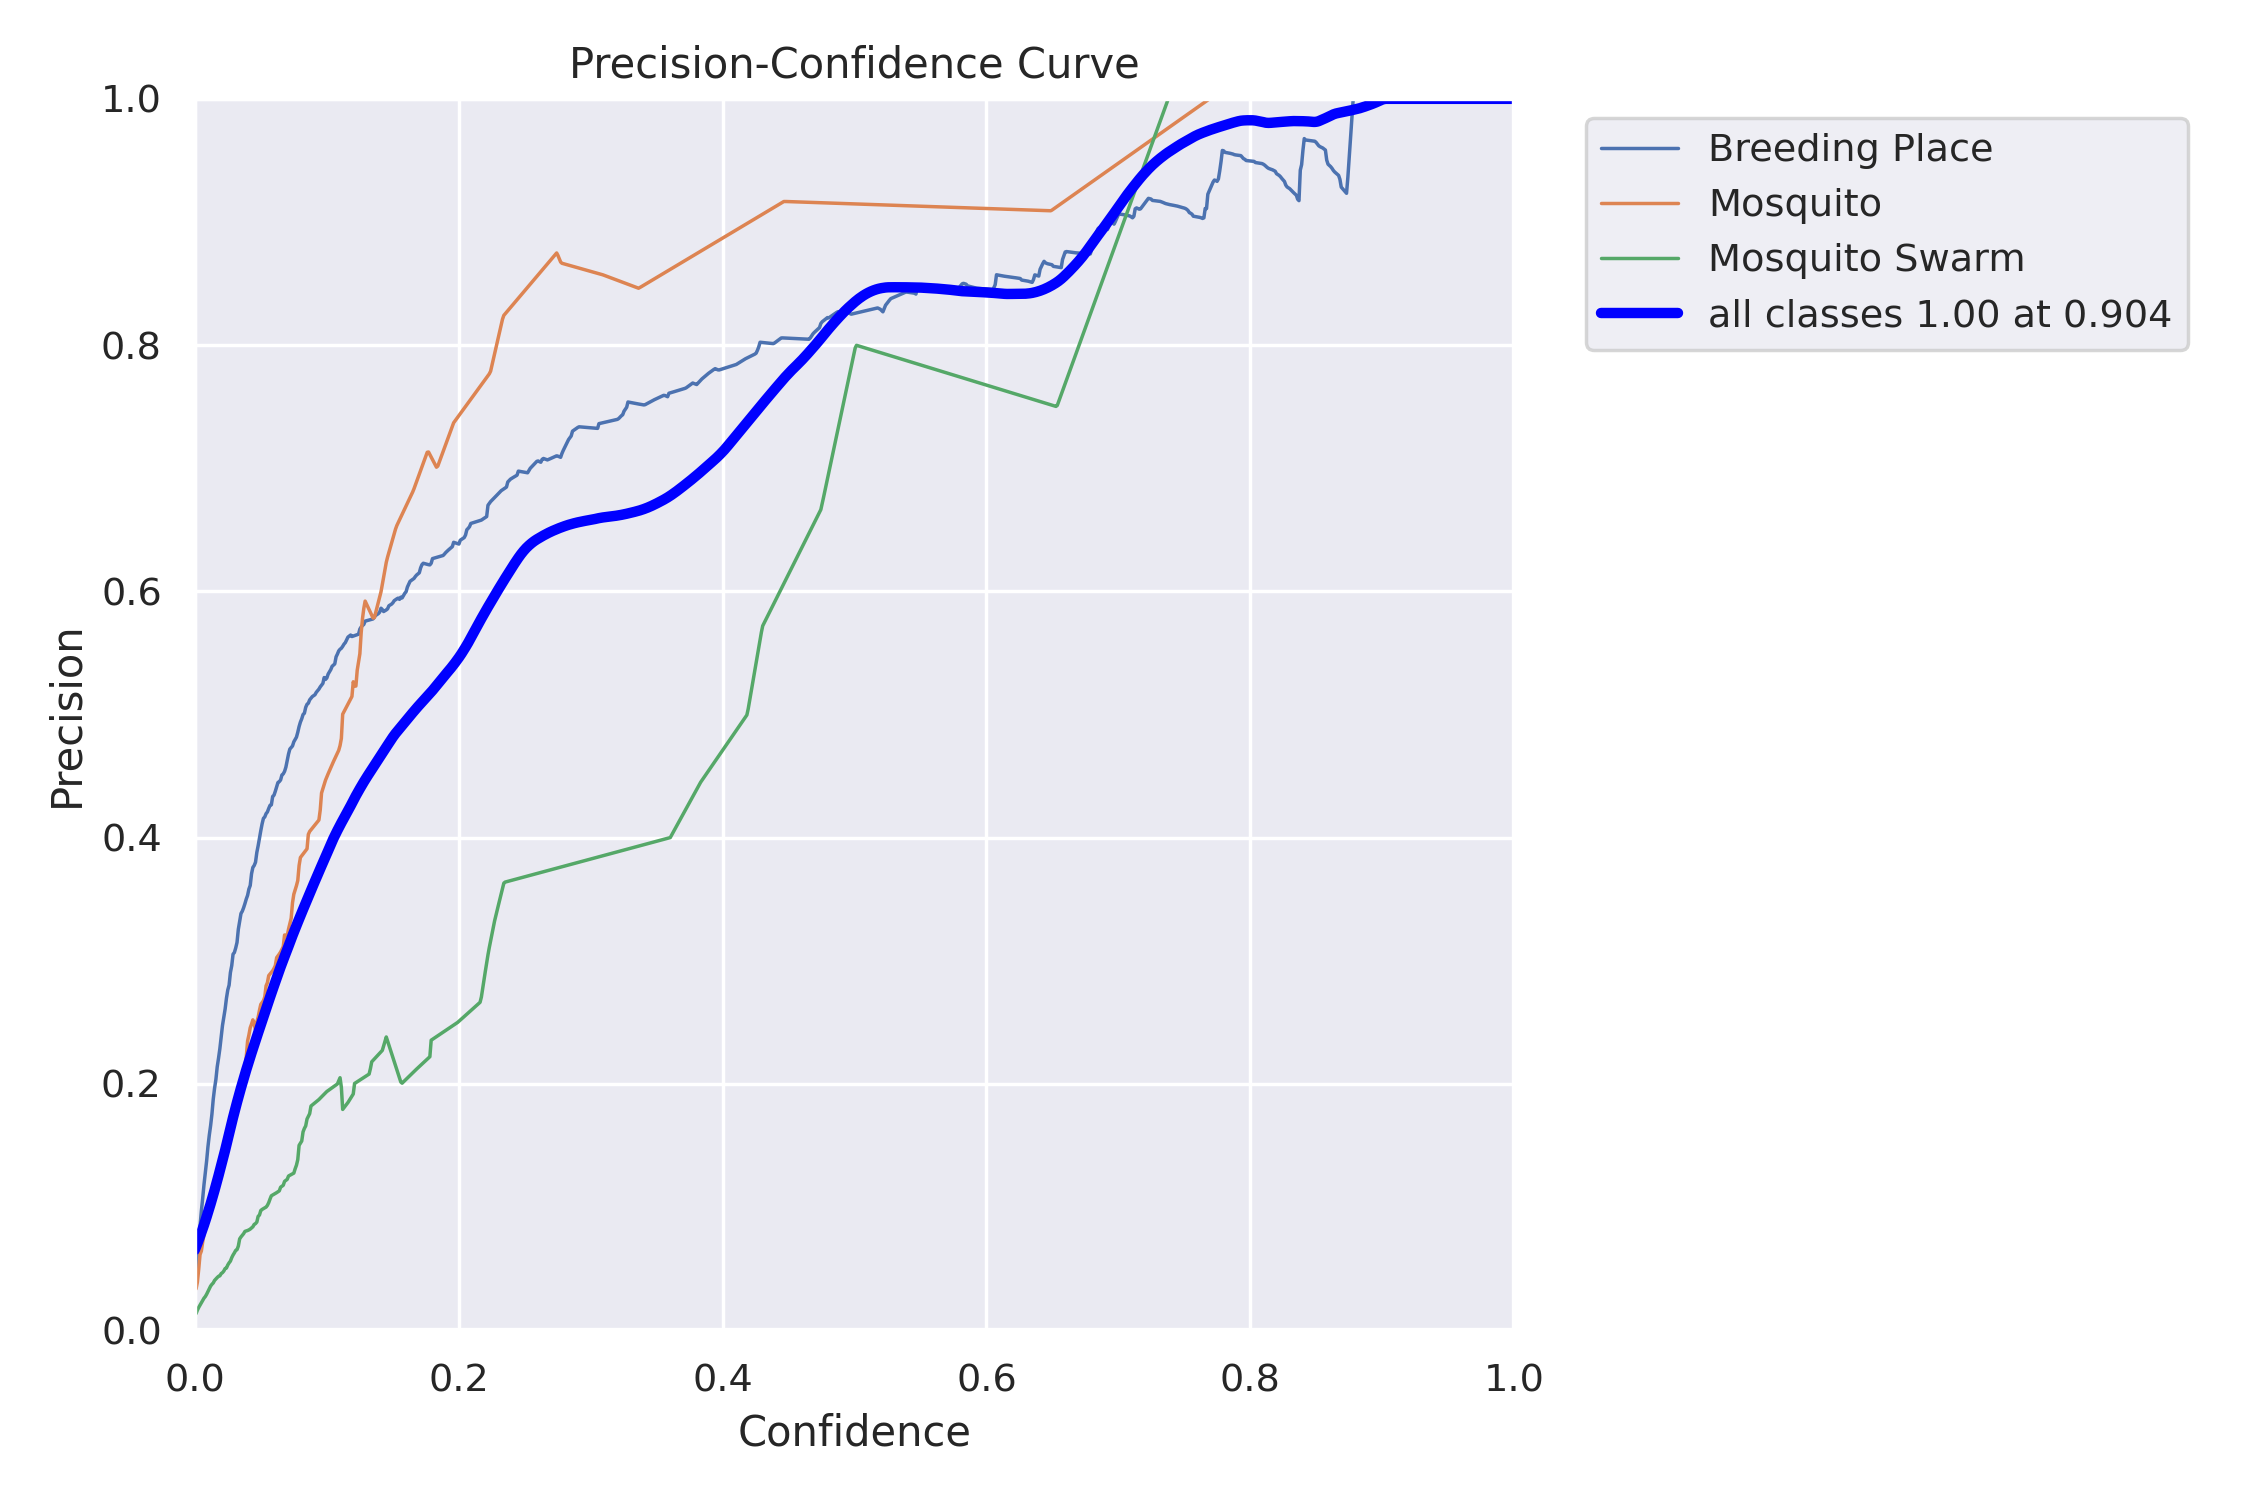 Precision-Confidence Curve
1.0
0.8
0.6
0.4
0.2
0.0
Precision
0.0 0.2 0.4 0.6 0.8 1.0
Confidence
Breeding Place
Mosquito
Mosquito Swarm
all classes 1.00 at 0.904